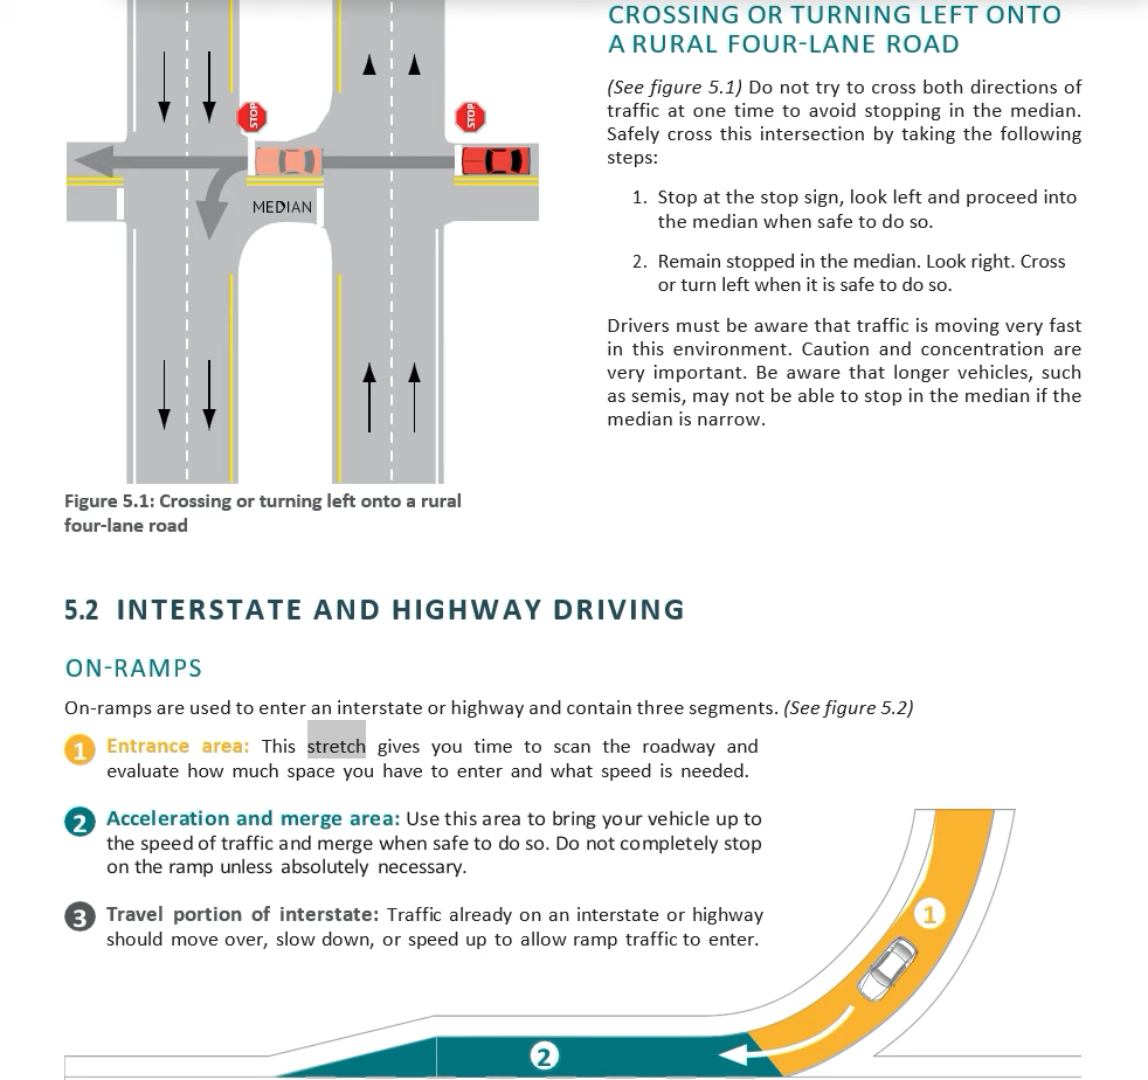 CROSSING OR TURNING LEFT ONTO
A RURAL FOUR-LANE ROAD
(See figure 5.1) Do not try to cross both directions of
traffic at one time to avoid stopping in the median.
Safely cross this intersection by taking the following
steps:
1. Stop at the stop sign, look left and proceed into
the median when safe to do so.
2. Remain stopped in the median. Look right. Cross
or turn left when it is safe to do so.
Drivers must be aware that traffic is moving very fast
in this environment. Caution and concentration are
very important. Be aware that longer vehicles, such
as semis, may not be able to stop in the median if the
median is narrow.
STOP
STOP
MEDIAN
Figure 5.1: Crossing or turning left onto a rural
four-lane road
5.2 INTERSTATE AND HIGHWAY DRIVING
ON-RAMPS
On-ramps are used to enter an interstate or highway and contain three segments. (See figure 5.2)
1 Entrance area: This stretch gives you time to scan the roadway and
evaluate how much space you have to enter and what speed is needed.
2 Acceleration and merge area: Use this area to bring your vehicle up to
the speed of traffic and merge when safe to do so. Do not completely stop
on the ramp unless absolutely necessary.
3 Travel portion of interstate: Traffic already on an interstate or highway
should move over, slow down, or speed up to allow ramp traffic to enter.
1
2